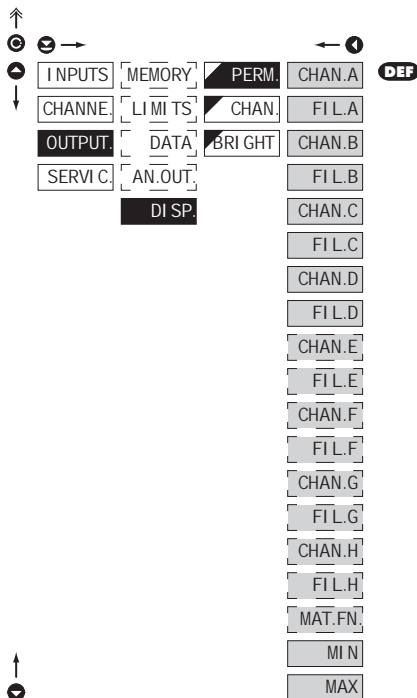 INPUTS MEMORY PERM. CHAN.A DEF
CHANNE. LIMITS CHAN. FIL.A
OUTPUT. DATA BRIGHT CHAN.B
SERVIC. AN.OUT. FIL.B
DISP. CHAN.C
FIL.C
CHAN.D
FIL.D
CHAN.E
FIL.E
CHAN.F
FIL.F
CHAN.G
FIL.G
CHAN.H
FIL.H
MAT.FN.
MIN
MAX